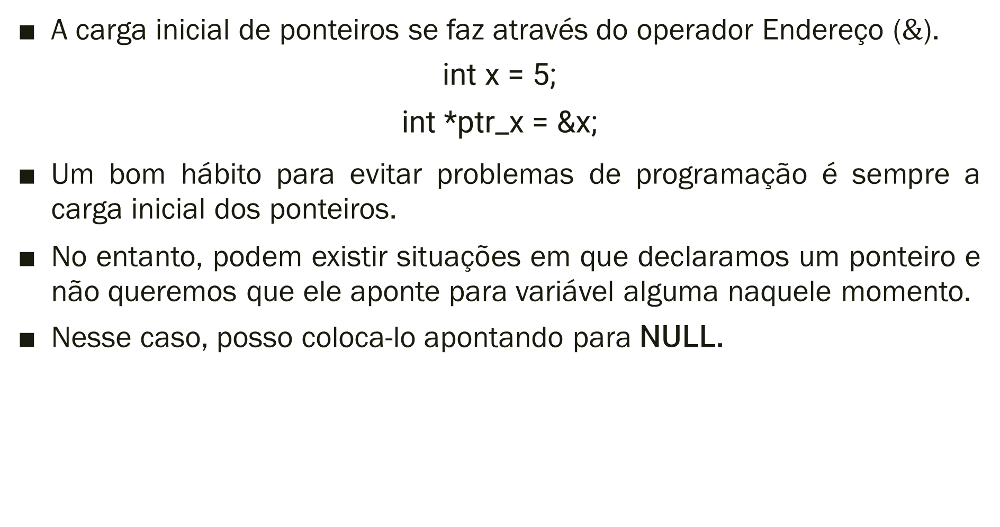 ▪ A carga inicial de ponteiros se faz através do operador Endereço (&).
int x = 5;
int *ptr_x = &x;
▪ Um bom hábito para evitar problemas de programação é sempre a
carga inicial dos ponteiros.
▪ No entanto, podem existir situações em que declaramos um ponteiro e
não queremos que ele aponte para variável alguma naquele momento.
▪ Nesse caso, posso coloca-lo apontando para NULL.